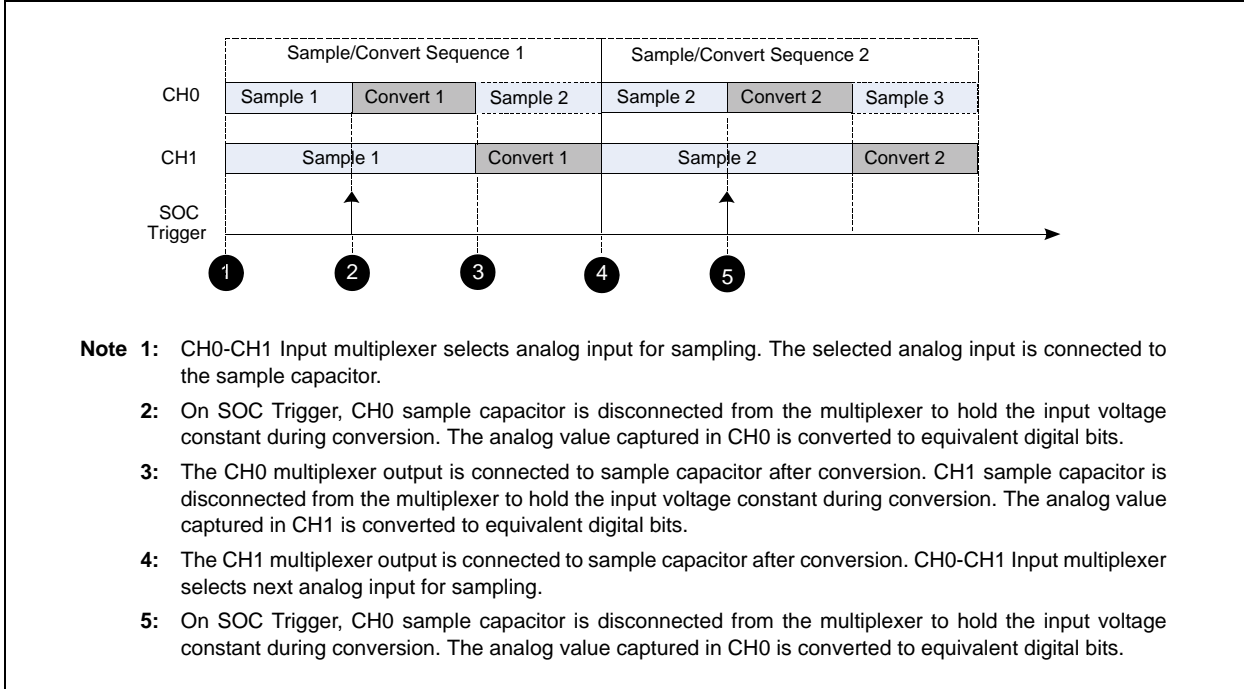 Sample/Convert Sequence 1 Sample/Convert Sequence 2
CH0 Sample 1 Convert 1 Sample 2 Sample 2 Convert 2 Sample 3
CH1 Sample 1 Convert 1 Sample 2 Convert 2
SOC
Trigger
1 2 3 4 5
Note 1: CH0-CH1 Input multiplexer selects analog input for sampling. The selected analog input is connected to
the sample capacitor.
2: On SOC Trigger, CH0 sample capacitor is disconnected from the multiplexer to hold the input voltage
constant during conversion. The analog value captured in CH0 is converted to equivalent digital bits.
3: The CH0 multiplexer output is connected to sample capacitor after conversion. CH1 sample capacitor is
disconnected from the multiplexer to hold the input voltage constant during conversion. The analog value
captured in CH1 is converted to equivalent digital bits.
4: The CH1 multiplexer output is connected to sample capacitor after conversion. CH0-CH1 Input multiplexer
selects next analog input for sampling.
5: On SOC Trigger, CH0 sample capacitor is disconnected from the multiplexer to hold the input voltage
constant during conversion. The analog value captured in CH0 is converted to equivalent digital bits.